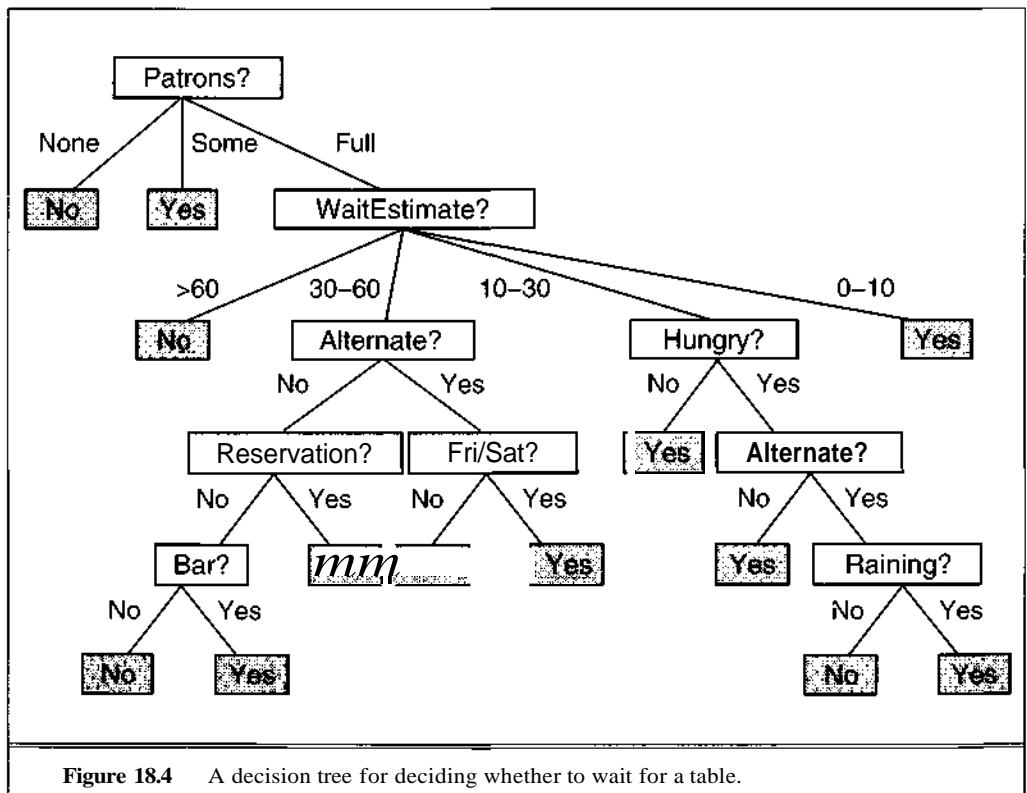 Patrons?
None Some Full
No Yes WaitEstimate?
>60 30–60 10–30 0–10
No Alternate? Hungry? Yes
No Yes No Yes
Reservation? Fri/Sat? Yes Alternate?
No Yes No Yes No Yes
Bar? Yes Yes Raining?
No Yes No Yes
No Yes No Yes
Figure 18.4 A decision tree for deciding whether to wait for a table.